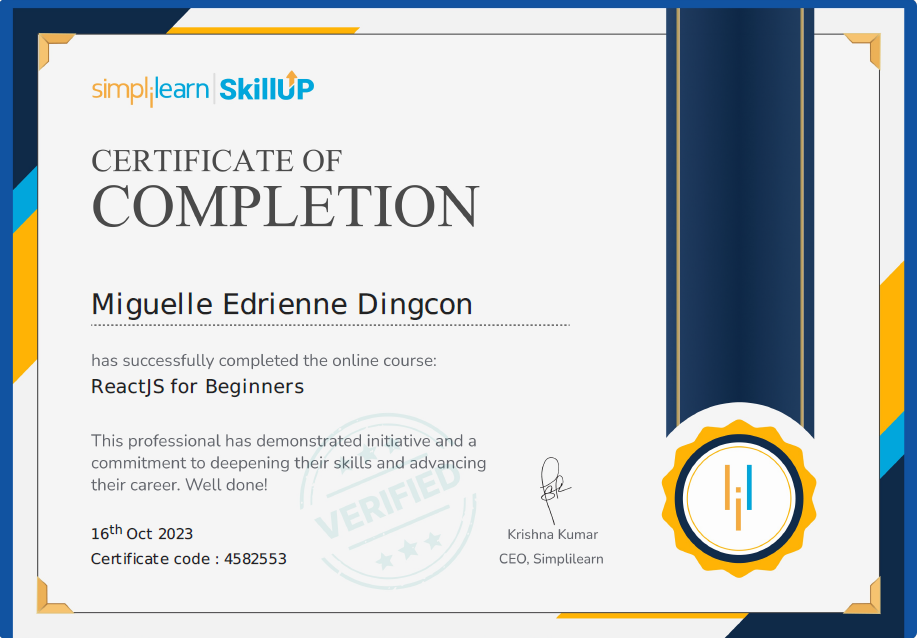 simplilearn | SkillUP
CERTIFICATE OF
COMPLETION
Miguelle Edrienne Dingcon
has successfully completed the online course:
ReactJS for Beginners
This professional has demonstrated initiative and a
commitment to deepening their skills and advancing
their career. Well done!
VERIFIED
16th Oct 2023
Certificate code : 4582553
Krishna Kumar
CEO, Simplilearn